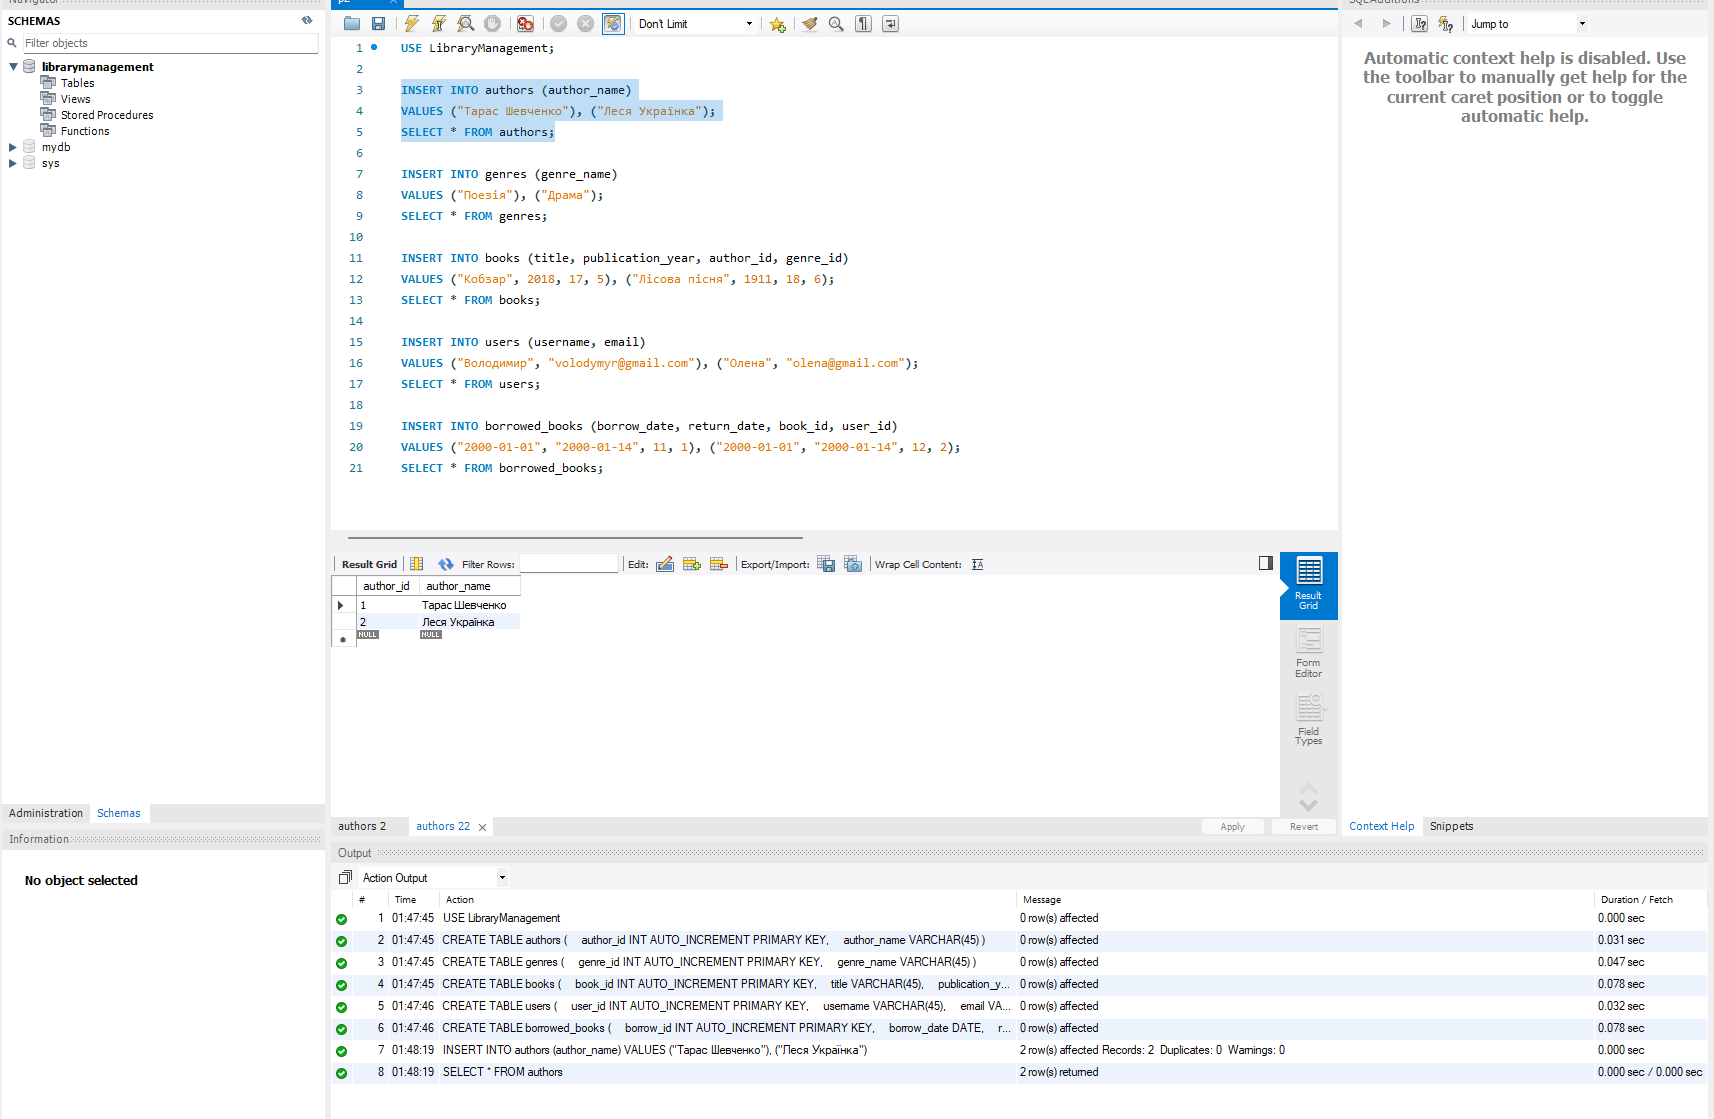 Navigator
SCHEMAS
Filter objects
librarymanagement
Tables
Views
Stored Procedures
Functions
mydb
sys
Administration Schemas
Information
No object selected
Don't Limit
1 USE LibraryManagement;
2
3 INSERT INTO authors (author_name)
4 VALUES ("Тарас Шевченко"), ("Леся Українка");
5 SELECT * FROM authors;
6
7 INSERT INTO genres (genre_name)
8 VALUES ("Поезія"), ("Драма");
9 SELECT * FROM genres;
10
11 INSERT INTO books (title, publication_year, author_id, genre_id)
12 VALUES ("Кобзар", 2018, 17, 5), ("Лісова пісня", 1911, 18, 6);
13 SELECT * FROM books;
14
15 INSERT INTO users (username, email)
16 VALUES ("Володимир", "volodymyr@gmail.com"), ("Олена", "olena@gmail.com");
17 SELECT * FROM users;
18
19 INSERT INTO borrowed_books (borrow_date, return_date, book_id, user_id)
20 VALUES ("2000-01-01", "2000-01-14", 11, 1), ("2000-01-01", "2000-01-14", 12, 2);
21 SELECT * FROM borrowed_books;
Result Grid Filter Rows: Edit: Export/Import: Wrap Cell Content:
author_id author_name
1 Тарас Шевченко
2 Леся Українка
NULL NULL
Result
Grid
Form
Editor
Field
Types
authors 2 authors 22 Apply Revert
SQLAdditions
Jump to
Automatic context help is disabled. Use
the toolbar to manually get help for the
current caret position or to toggle
automatic help.
Context Help Snippets
Output
Action Output
# Time Action Message Duration / Fetch
1 01:47:45 USE LibraryManagement 0 row(s) affected 0.000 sec
2 01:47:45 CREATE TABLE authors ( author_id INT AUTO_INCREMENT PRIMARY KEY, author_name VARCHAR(45) ) 0 row(s) affected 0.031 sec
3 01:47:45 CREATE TABLE genres ( genre_id INT AUTO_INCREMENT PRIMARY KEY, genre_name VARCHAR(45) ) 0 row(s) affected 0.047 sec
4 01:47:45 CREATE TABLE books ( book_id INT AUTO_INCREMENT PRIMARY KEY, title VARCHAR(45), publication_y... 0 row(s) affected 0.078 sec
5 01:47:46 CREATE TABLE users ( user_id INT AUTO_INCREMENT PRIMARY KEY, username VARCHAR(45), email VA... 0 row(s) affected 0.032 sec
6 01:47:46 CREATE TABLE borrowed_books ( borrow_id INT AUTO_INCREMENT PRIMARY KEY, borrow_date DATE, r... 0 row(s) affected 0.078 sec
7 01:48:19 INSERT INTO authors (author_name) VALUES ("Тарас Шевченко"), ("Леся Українка") 2 row(s) affected Records: 2 Duplicates: 0 Warnings: 0 0.000 sec
8 01:48:19 SELECT * FROM authors 2 row(s) returned 0.000 sec / 0.000 sec